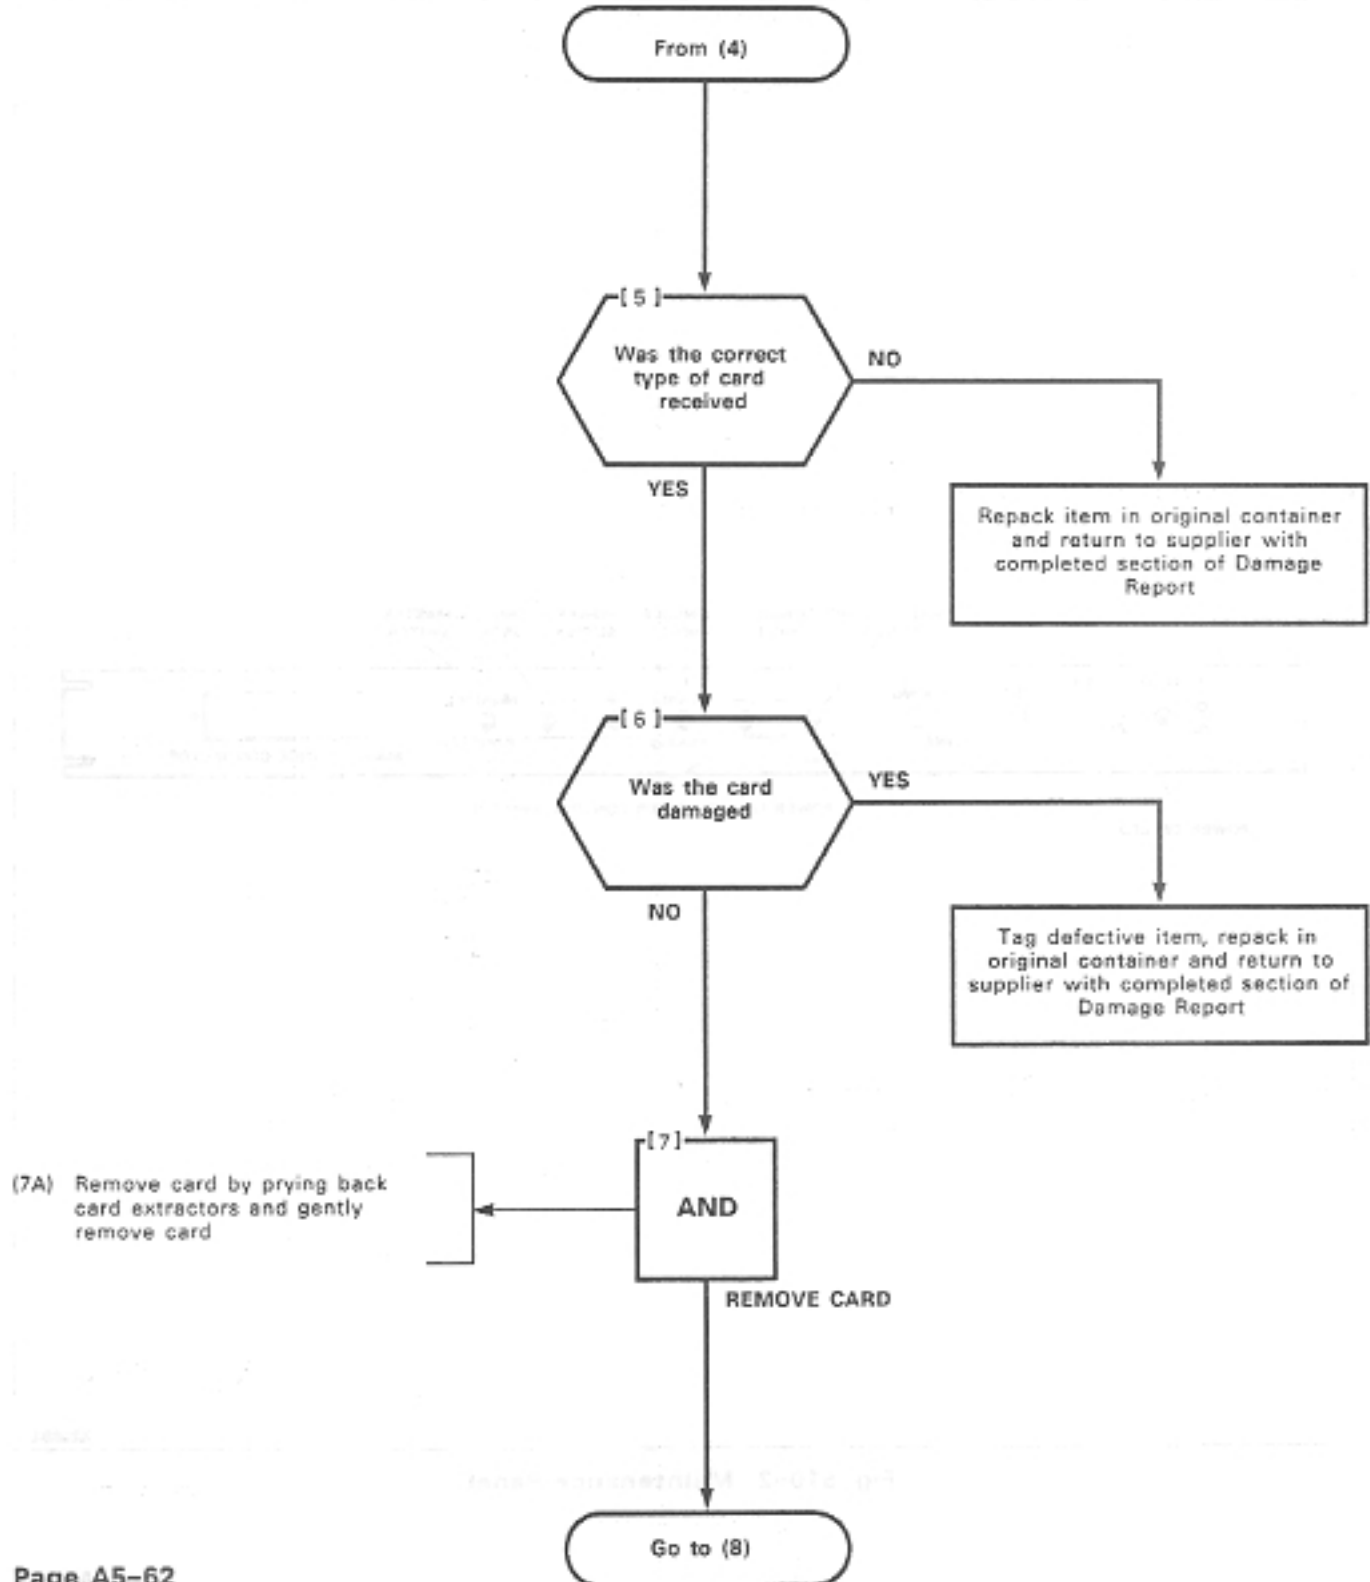 From (4)
[5]
Was the correct
type of card
received
NO
YES
Repack item in original container
and return to supplier with
completed section of Damage
Report
[6]
Was the card
damaged
YES
NO
Tag defective item, repack in
original container and return to
supplier with completed section of
Damage Report
[7]
AND
(7A) Remove card by prying back
card extractors and gently
remove card
REMOVE CARD
Go to (8)
Page A5-62